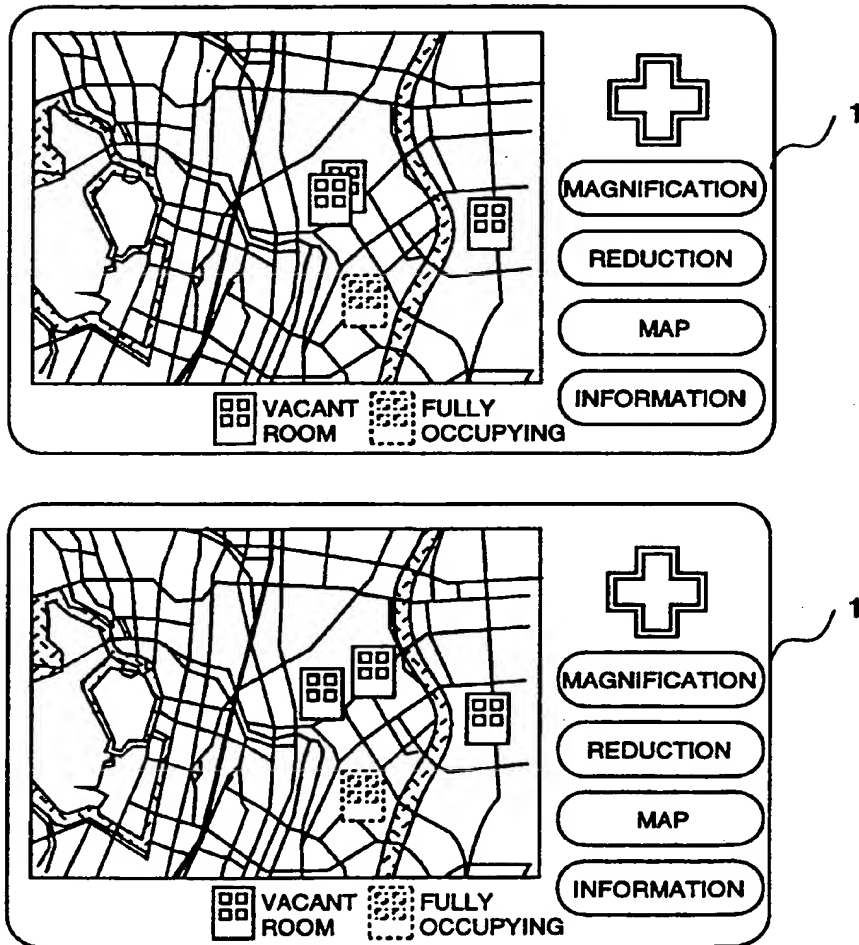 1
MAGNIFICATION
REDUCTION
MAP
INFORMATION
VACANT
ROOM
FULLY
OCCUPYING
1
MAGNIFICATION
REDUCTION
MAP
INFORMATION
VACANT
ROOM
FULLY
OCCUPYING